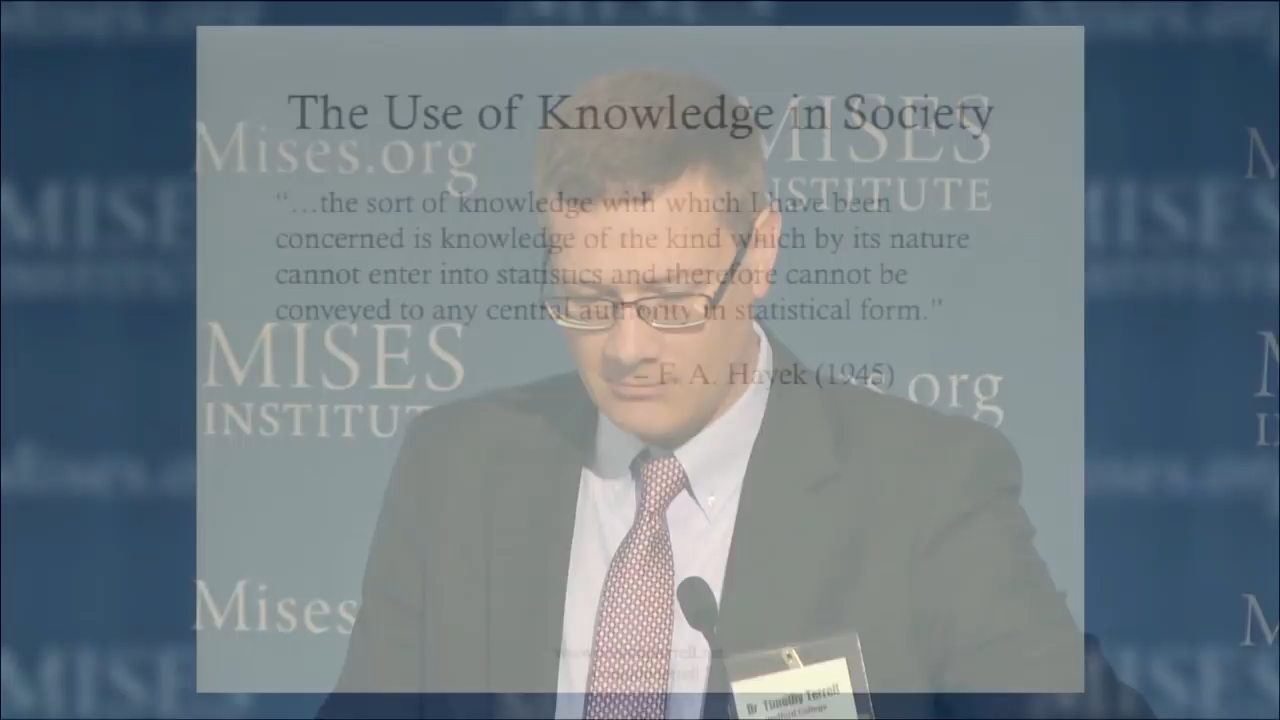 The Use of Knowledge in Society
"…the sort of knowledge with which I have been
concerned is knowledge of the kind which by its nature
cannot enter into statistics and therefore cannot be
conveyed to any central authority in statistical form."
– F. A. Hayek (1945)
Mises.org
MISES
INSTITUTE
MISES
INSTITUTE
Mises
MISES
MISES
Dr. Timothy Terrell
College